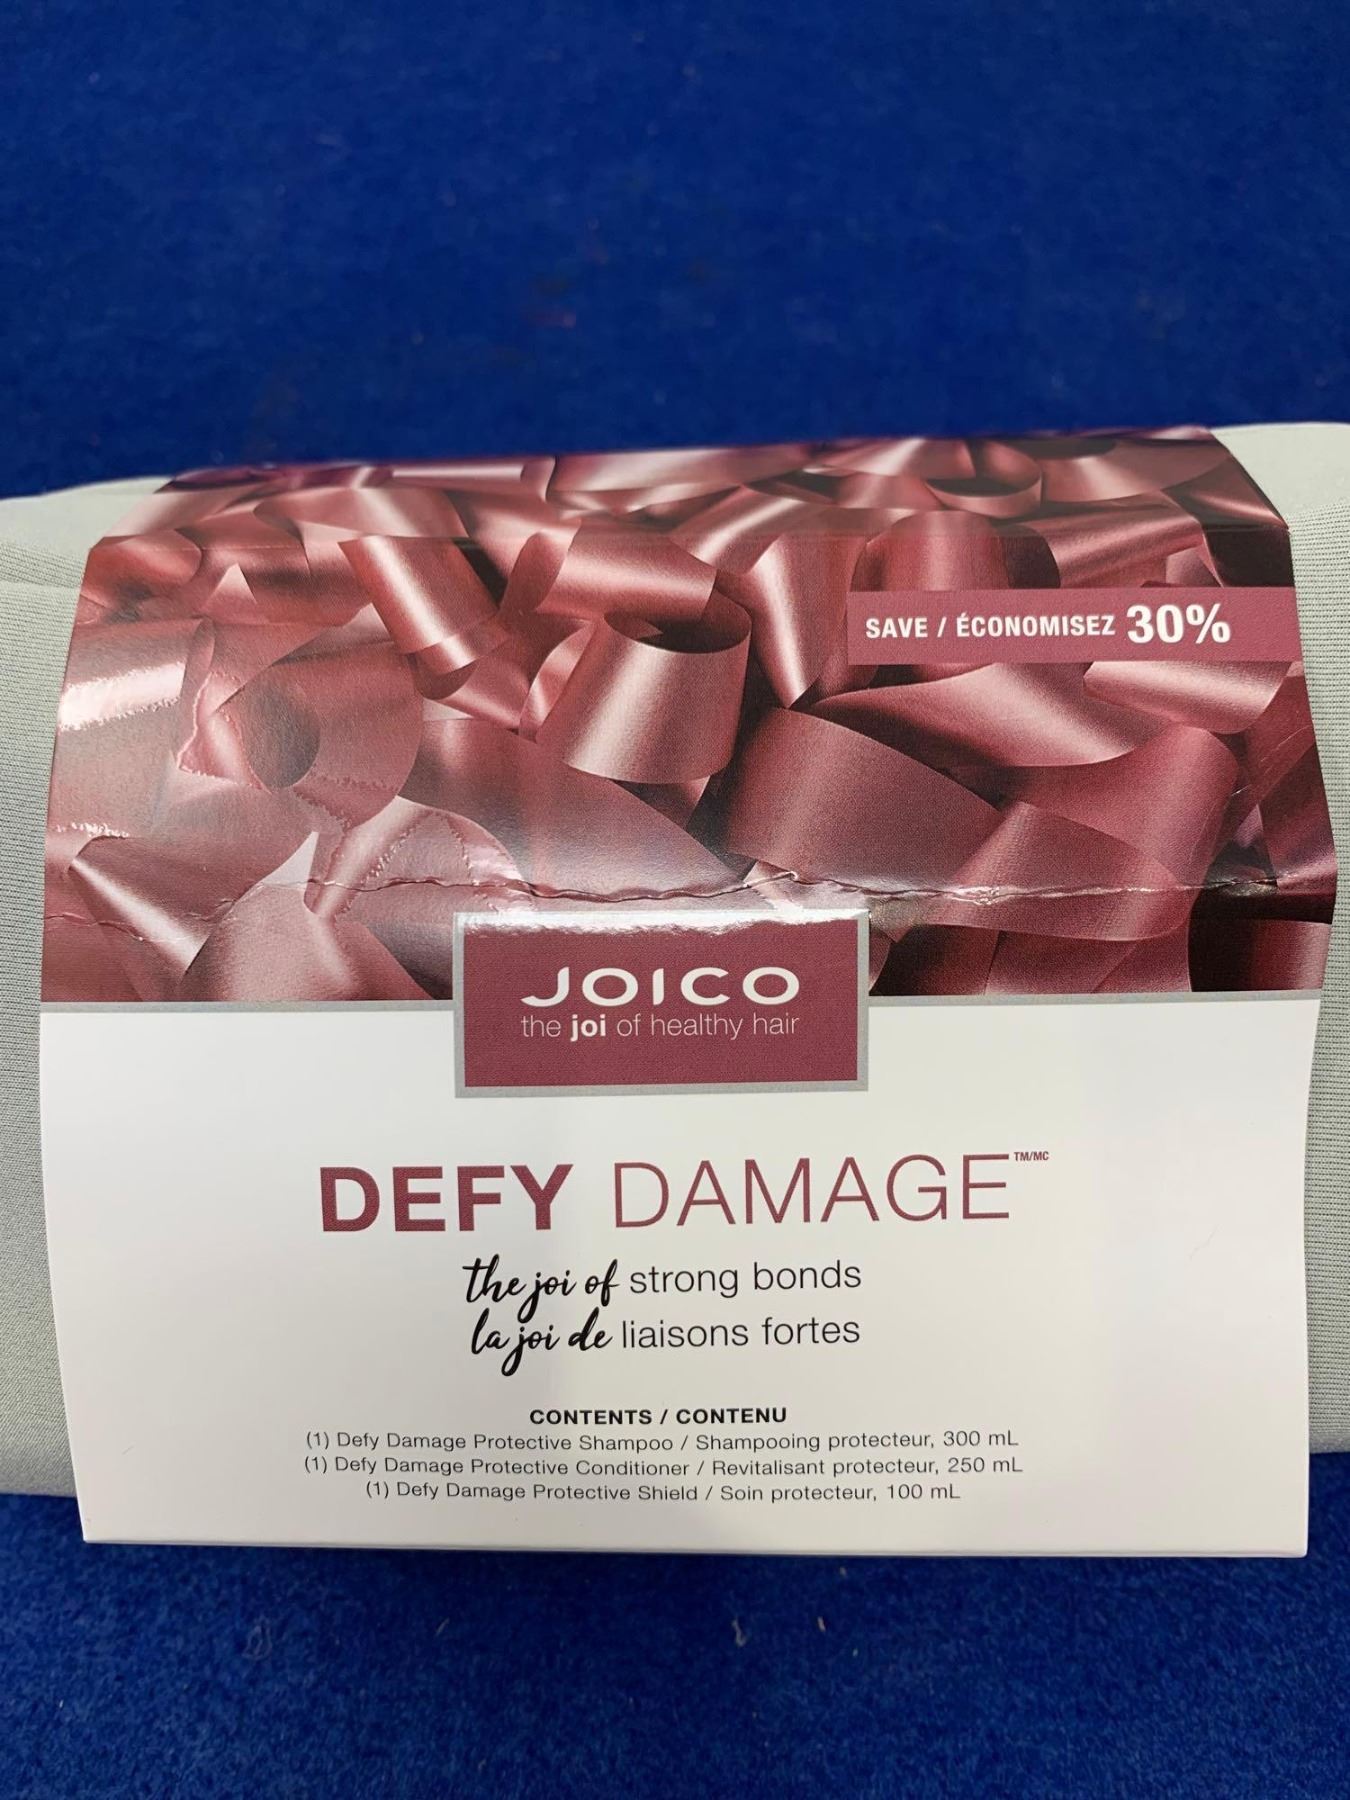 SAVE / ÉCONOMISEZ 30%
JOICO
the joi of healthy hair
DEFY DAMAGE™/MC
the joi of strong bonds
la joi de liaisons fortes
CONTENTS / CONTENU
(1) Defy Damage Protective Shampoo / Shampooing protecteur, 300 mL
(1) Defy Damage Protective Conditioner / Revitalisant protecteur, 250 mL
(1) Defy Damage Protective Shield / Soin protecteur, 100 mL